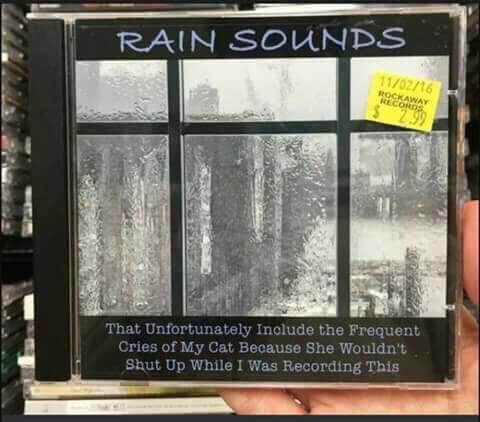 RAIN SOUNDS
11/02/16
ROCKAWAY
RECORDS
$ 2.99
That Unfortunately Include the Frequent
Cries of My Cat Because She Wouldn't
Shut Up While I Was Recording This